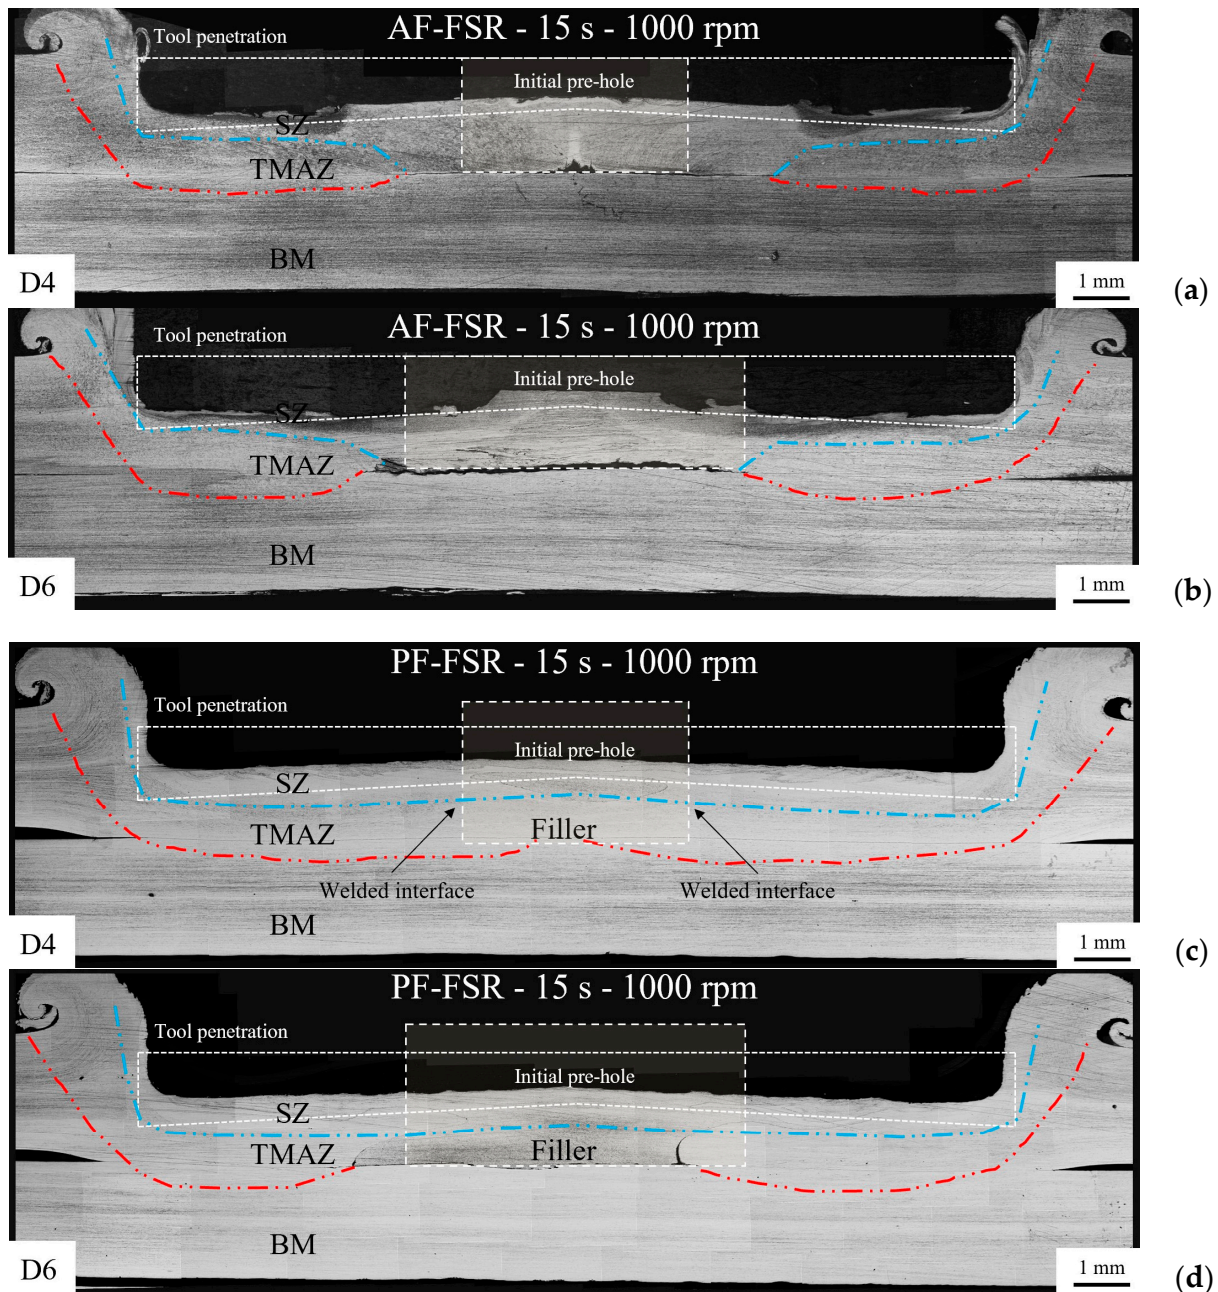 AF-FSR - 15 s - 1000 rpm
Tool penetration
Initial pre-hole
SZ
TMAZ
BM
D4
1 mm
(a)
AF-FSR - 15 s - 1000 rpm
Tool penetration
Initial pre-hole
SZ
TMAZ
BM
D6
1 mm
(b)
PF-FSR - 15 s - 1000 rpm
Tool penetration
Initial pre-hole
SZ
TMAZ
Filler
Welded interface
Welded interface
BM
D4
1 mm
(c)
PF-FSR - 15 s - 1000 rpm
Tool penetration
Initial pre-hole
SZ
TMAZ
Filler
BM
D6
1 mm
(d)